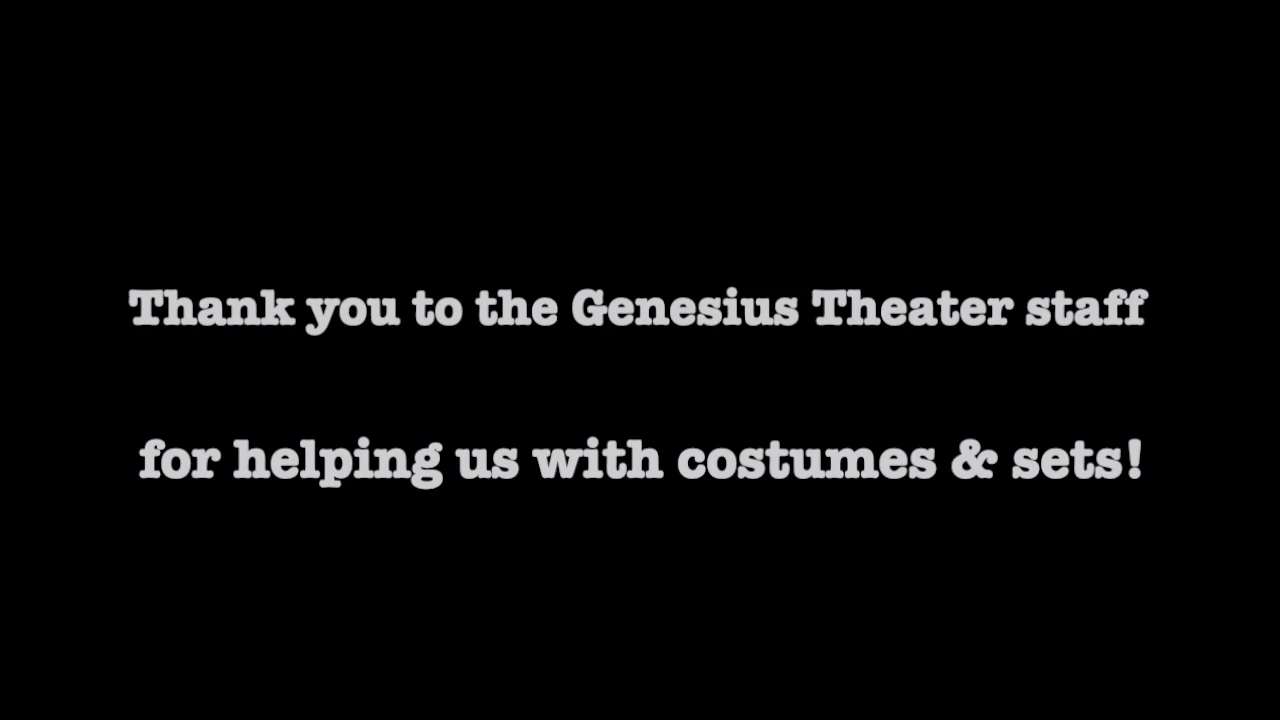 Thank you to the Genesius Theater staff
for helping us with costumes & sets!